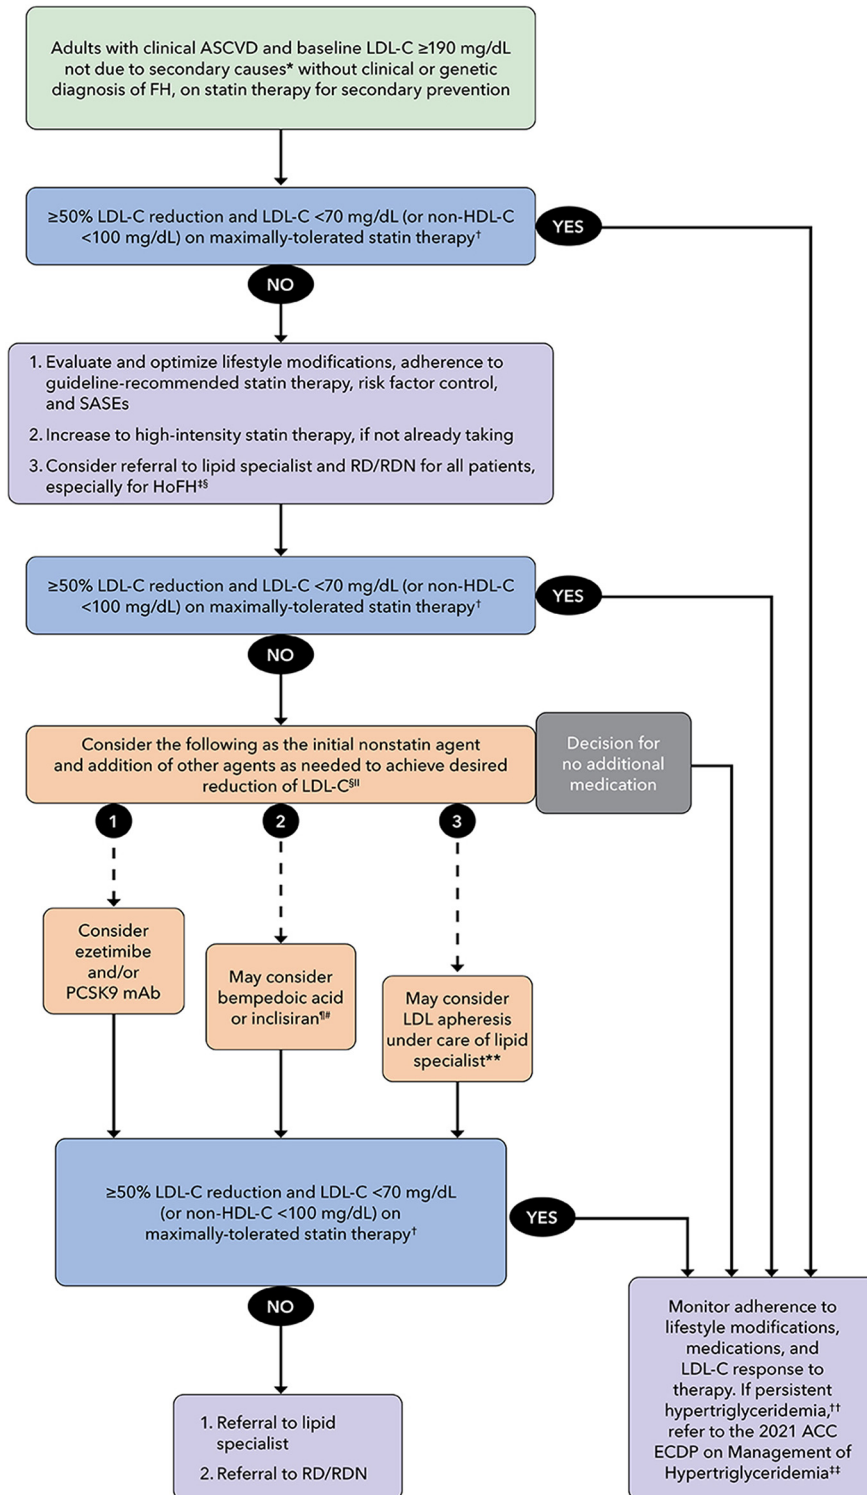 Adults with clinical ASCVD and baseline LDL-C ≥190 mg/dL
not due to secondary causes* without clinical or genetic
diagnosis of FH, on statin therapy for secondary prevention
≥50% LDL-C reduction and LDL-C <70 mg/dL (or non-HDL-C
<100 mg/dL) on maximally-tolerated statin therapy†
YES
NO
1. Evaluate and optimize lifestyle modifications, adherence to
guideline-recommended statin therapy, risk factor control,
and SASEs
2. Increase to high-intensity statin therapy, if not already taking
3. Consider referral to lipid specialist and RD/RDN for all patients,
especially for HoFH‡§
≥50% LDL-C reduction and LDL-C <70 mg/dL (or non-HDL-C
<100 mg/dL) on maximally-tolerated statin therapy†
YES
NO
Consider the following as the initial nonstatin agent
and addition of other agents as needed to achieve desired
reduction of LDL-C§||
Decision for
no additional
medication
1
2
3
Consider
ezetimibe
and/or
PCSK9 mAb
May consider
bempedoic acid
or inclisiran¶#
May consider
LDL apheresis
under care of lipid
specialist**
≥50% LDL-C reduction and LDL-C <70 mg/dL
(or non-HDL-C <100 mg/dL) on
maximally-tolerated statin therapy†
YES
NO
1. Referral to lipid
specialist
2. Referral to RD/RDN
Monitor adherence to
lifestyle modifications,
medications, and
LDL-C response to
therapy. If persistent
hypertriglyceridemia,††
refer to the 2021 ACC
ECDP on Management of
Hypertriglyceridemia‡‡